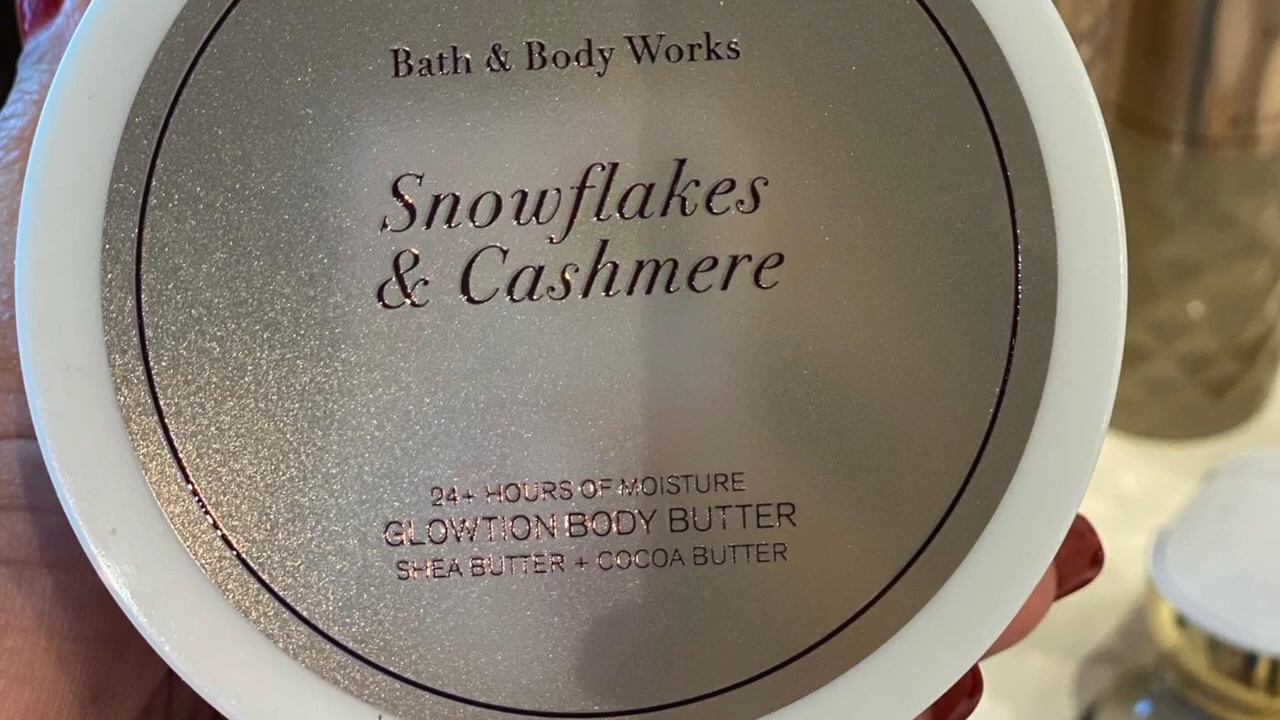 Bath & Body Works
Snowflakes
& Cashmere
24+ HOURS OF MOISTURE
GLOWTION BODY BUTTER
SHEA BUTTER + COCOA BUTTER